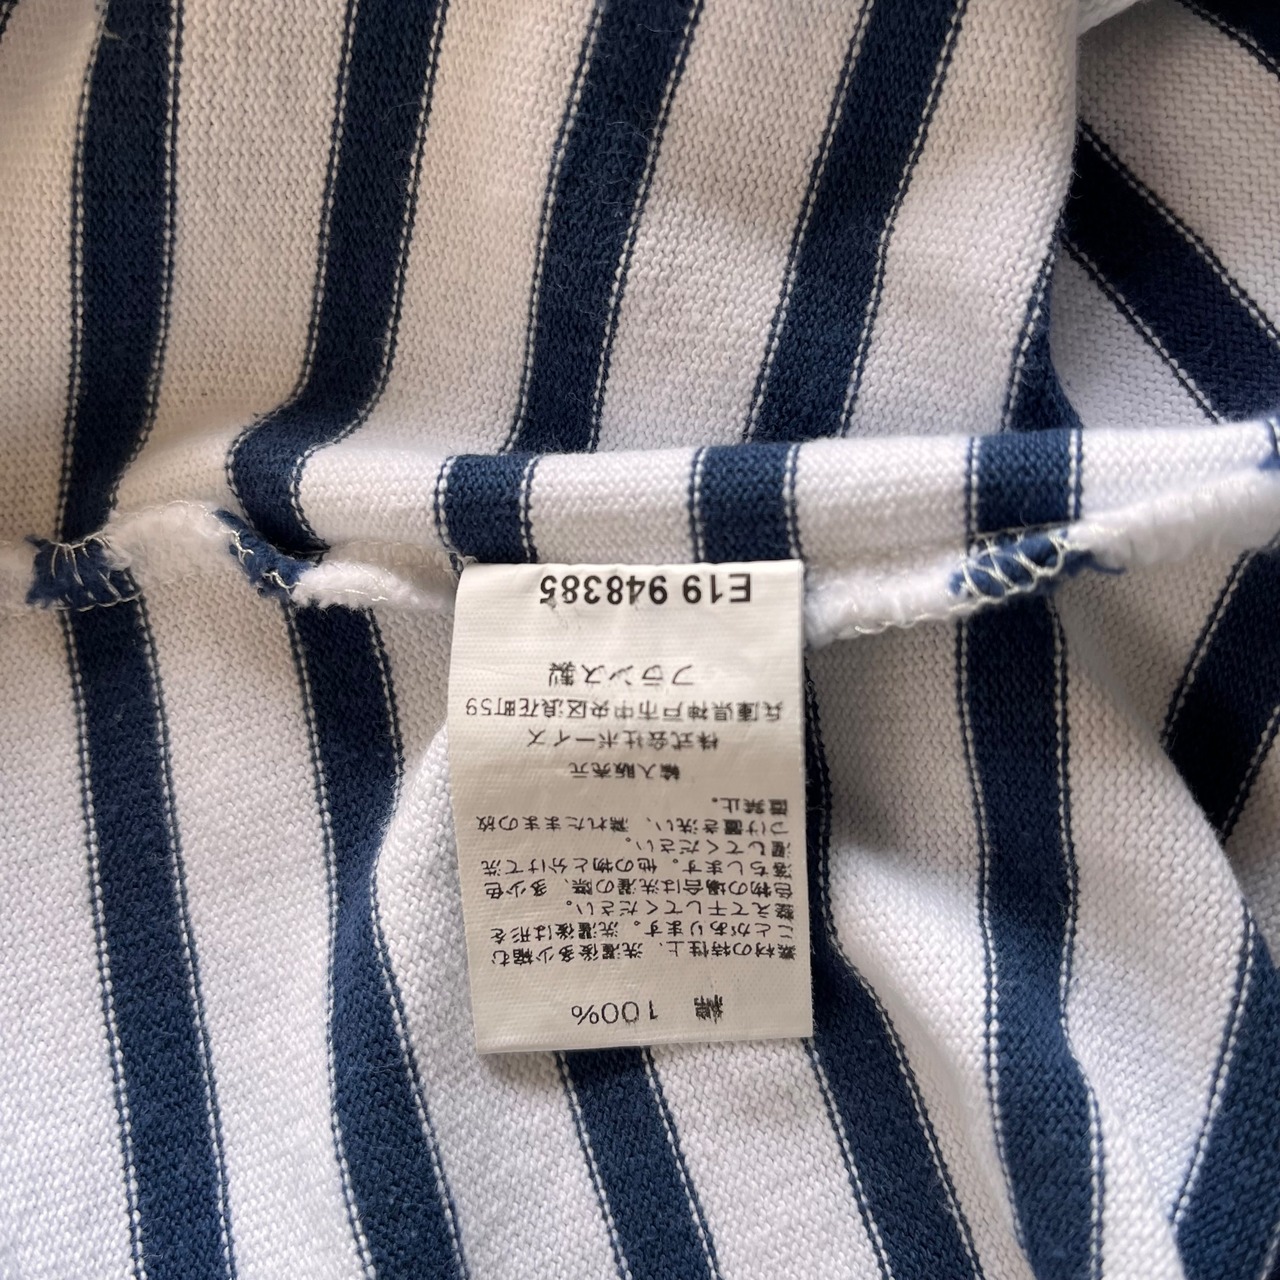 綿 100%
素材の特性上、洗濯後多少縮む
ことがあります。洗濯後は形を
整えて干してください。
色物の場合は洗濯の際、多少色
落ちします。他の物と分けて洗
濯してください。
つけ置き洗い、濡れたままの放
置禁止。
輸入販売元
株式会社ボーイズ
兵庫県神戸市中央区浪花町59
フランス製
E19 948385